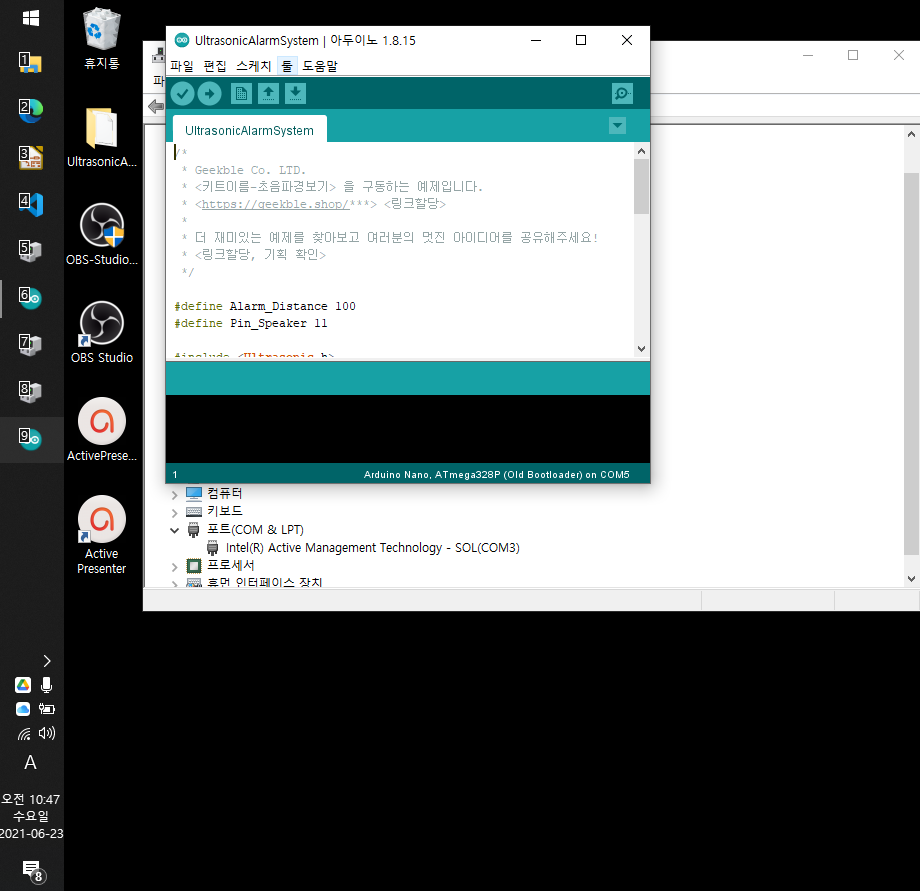 1
2
3
4
5
6
7
8
9
A
오전 10:47
수요일
2021-06-23
8
휴지통
UltrasonicA...
OBS-Studio...
OBS Studio
ActivePrese...
Active
Presenter
UltrasonicAlarmSystem | 아두이노 1.8.15
파일 편집 스케치 툴 도움말
UltrasonicAlarmSystem
/*
* Geekble Co. LTD.
* <키트이름-초음파경보기> 을 구동하는 예제입니다.
* <https://geekble.shop/***> <링크할당>
*
* 더 재미있는 예제를 찾아보고 여러분의 멋진 아이디어를 공유해주세요!
* <링크할당, 기획 확인>
*/
#define Alarm_Distance 100
#define Pin_Speaker 11
#include <Ultrasonic.h>
1
Arduino Nano, ATmega328P (Old Bootloader) on COM5
컴퓨터
키보드
포트(COM & LPT)
Intel(R) Active Management Technology - SOL(COM3)
프로세서
휴먼 인터페이스 장치